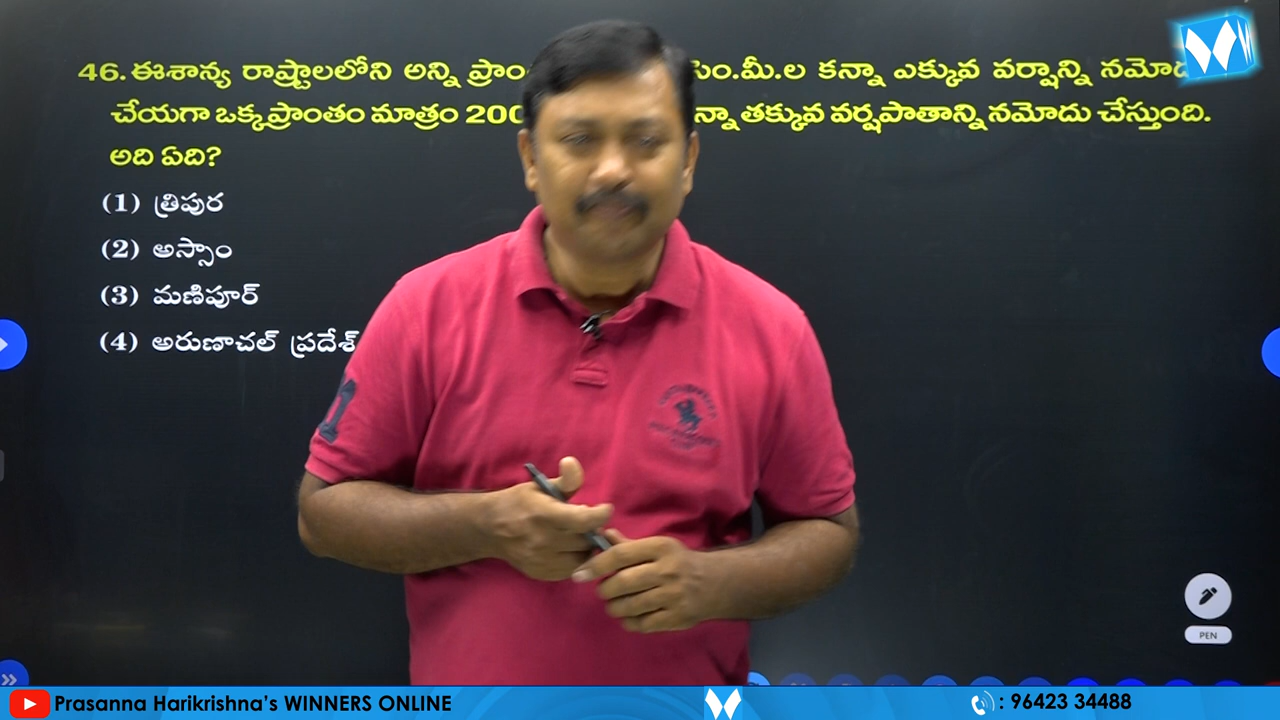 46. ఈశాన్య రాష్ట్రాలలోని అన్ని సెం.మీ.ల కన్నా ఎక్కువ వర్షాన్ని
చేయగా ఒక్కప్రాంతం మాత్రం 200 తక్కువ వర్షపాతాన్ని నమోదు చేస్తుంది.
అది ఏది?
(1) త్రిపుర
(2) అస్సాం
(3) మణిపూర్
(4) అరుణాచల్ ప్రదేశ్
PEN
Prasanna Harikrishna's WINNERS ONLINE
: 96423 34488